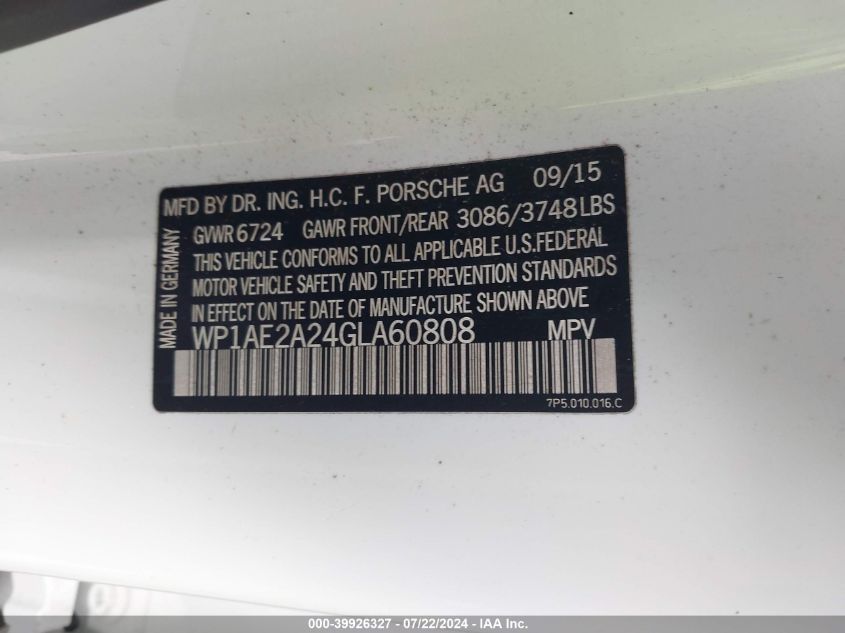 MFD BY DR. ING. H.C. F. PORSCHE AG 09/15
GVWR 6724 GAWR FRONT/REAR 3086/3748 LBS
THIS VEHICLE CONFORMS TO ALL APPLICABLE U.S.FEDERAL
MOTOR VEHICLE SAFETY AND THEFT PREVENTION STANDARDS
IN EFFECT ON THE DATE OF MANUFACTURE SHOWN ABOVE.
WP1AE2A24GLA60808 MPV
MADE IN GERMANY
7P5.010.016.C
000-39926327 - 07/22/2024 - IAA Inc.